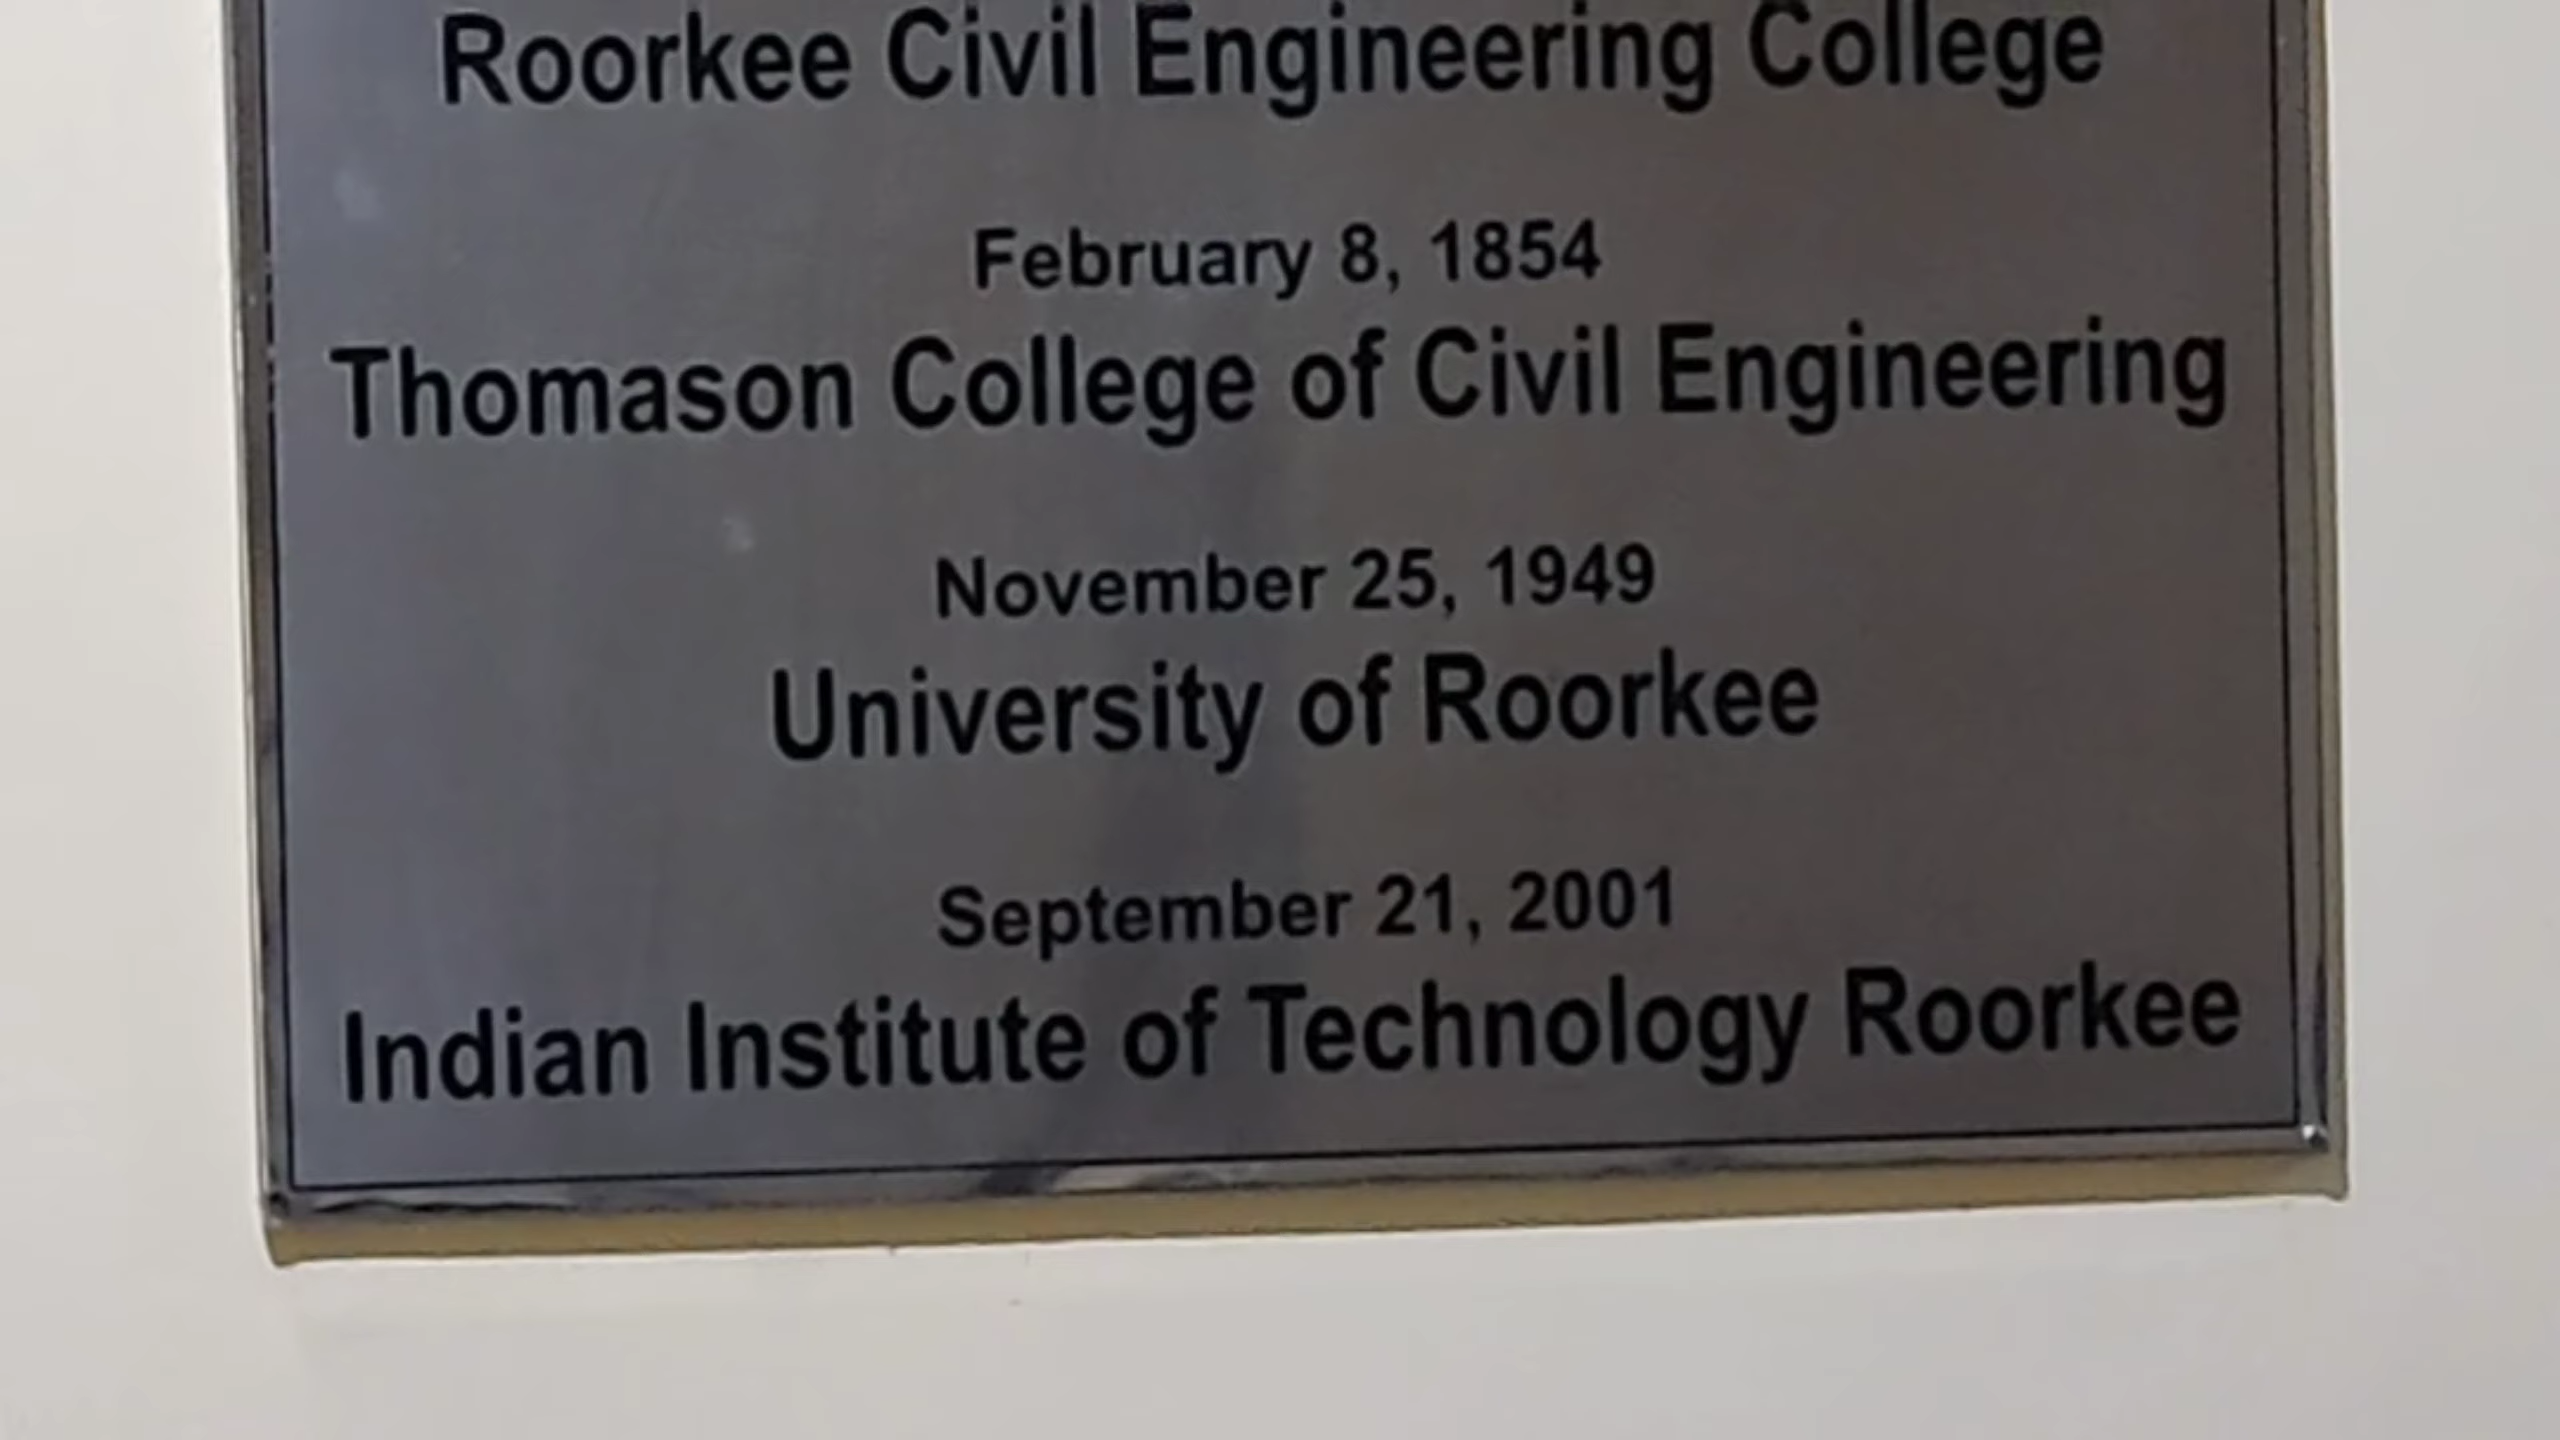 Roorkee Civil Engineering College
February 8, 1854
Thomason College of Civil Engineering
November 25, 1949
University of Roorkee
September 21, 2001
Indian Institute of Technology Roorkee